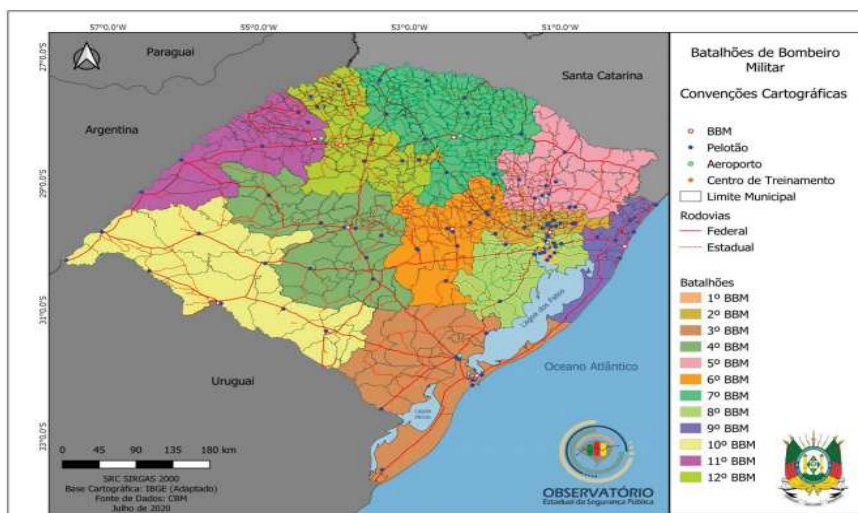 57°0.0'W
55°0.0'W
53°0.0'W
51°0.0'W
27°0.0'S
29°0.0'S
31°0.0'S
33°0.0'S
Paraguai
Santa Catarina
Argentina
Uruguai
Lagoa dos Patos
Oceano Atlântico
0 45 90 135 180 km
SRC SIRGAS 2000
Base Cartográfica: IBGE (Adaptado)
Fonte de Dados: CBM
Julho de 2020
OBSERVATÓRIO
Estadual da Segurança Pública
Batalhões de Bombeiro
Militar
Convenções Cartográficas
BBM
Pelotão
Aeroporto
Centro de Treinamento
Limite Municipal
Rodovias
Federal
Estadual
Batalhões
1º BBM
2º BBM
3º BBM
4º BBM
5º BBM
6º BBM
7º BBM
8º BBM
9º BBM
10º BBM
11º BBM
12º BBM